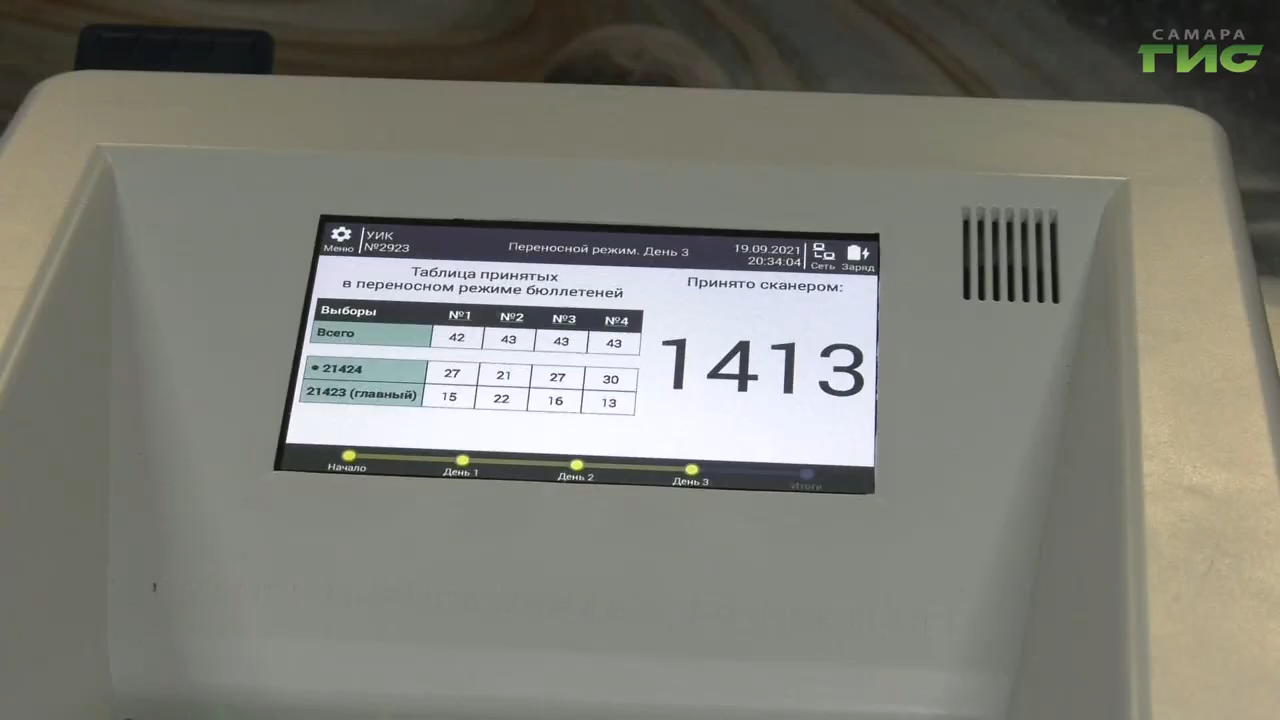 САМАРА
ГИС
Меню
УИК
№2923
Переносной режим. День 3
19.09.2021
20:34:04
Сеть
Заряд
Таблица принятых
в переносном режиме бюллетеней
Выборы №1 №2 №3 №4
Всего 42 43 43 43
21424 27 21 27 30
21423 (главный) 15 22 16 13
Принято сканером:
1413
Начало
День 1
День 2
День 3
Итоги